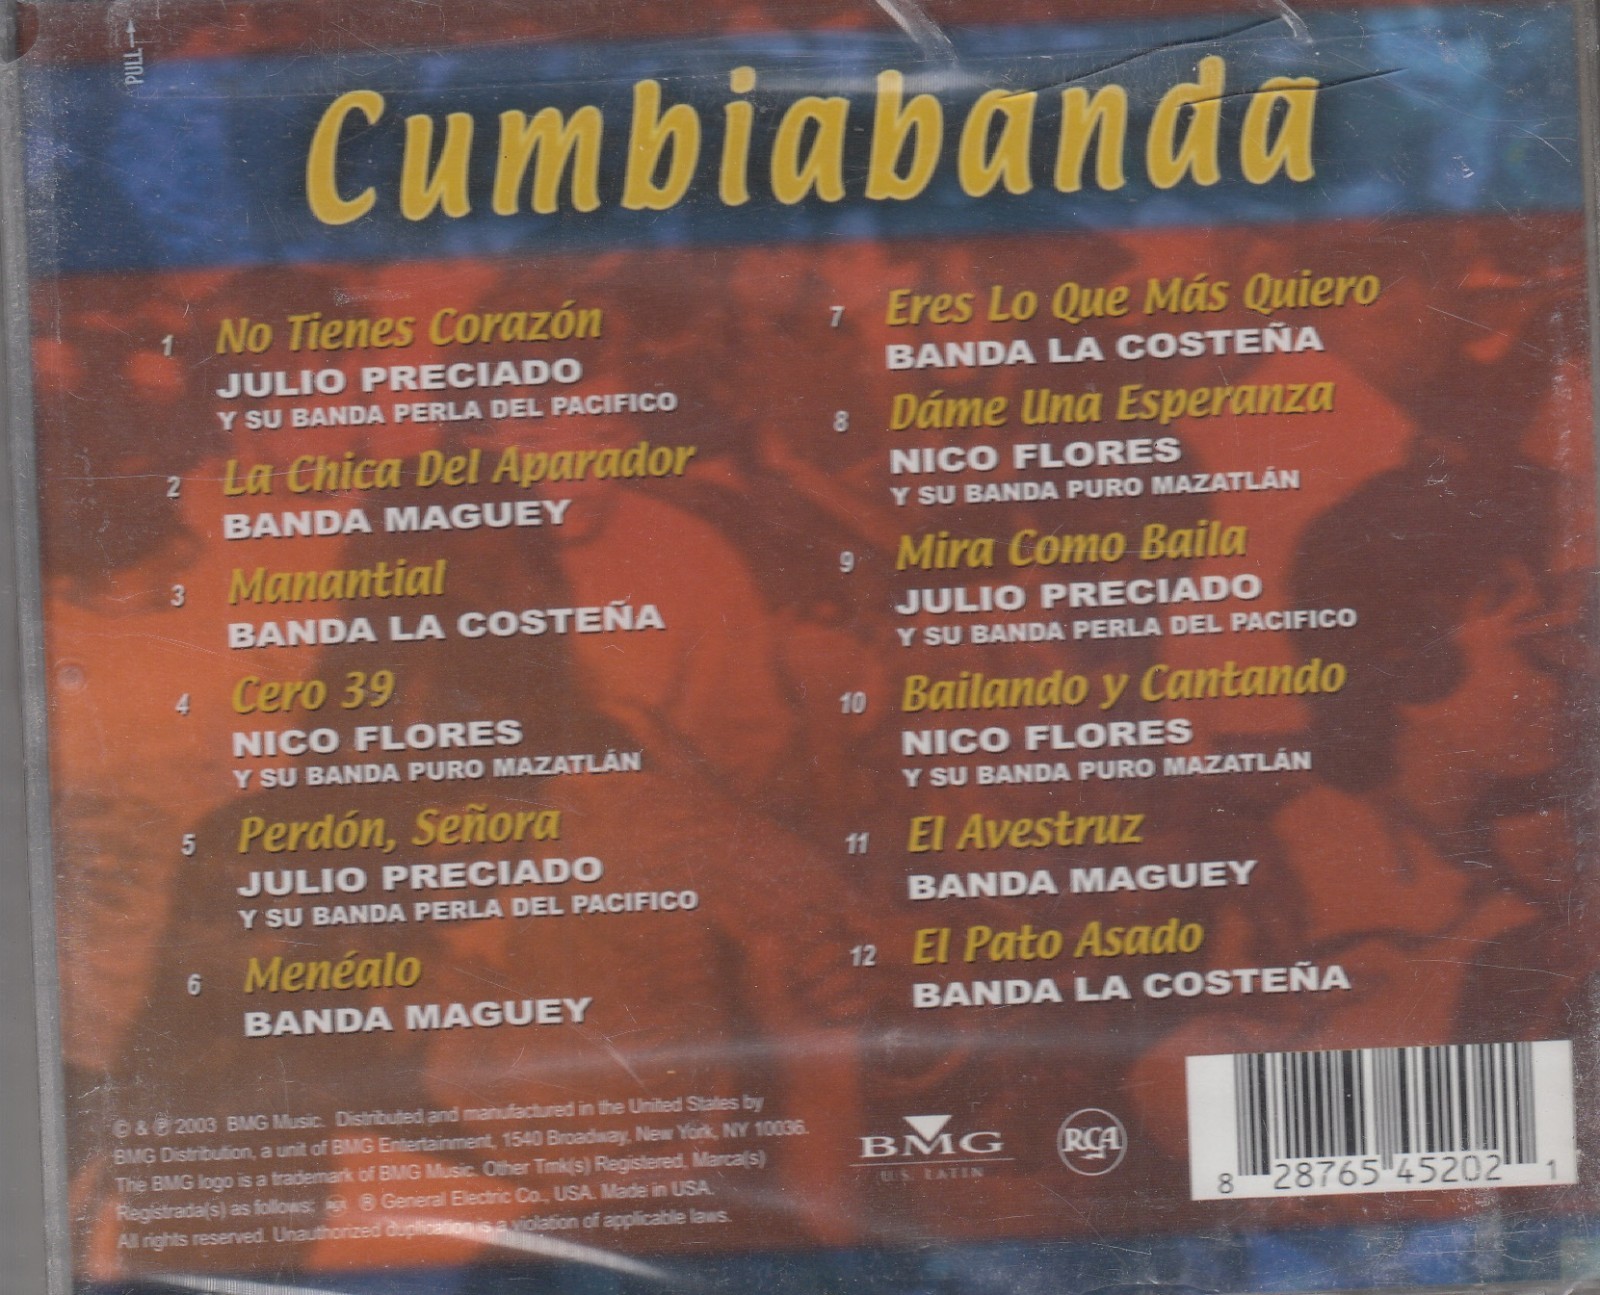 PULL→
Cumbiabanda
1 No Tienes Corazón
JULIO PRECIADO
Y SU BANDA PERLA DEL PACIFICO
2 La Chica Del Aparador
BANDA MAGUEY
3 Manantial
BANDA LA COSTEÑA
4 Cero 39
NICO FLORES
Y SU BANDA PURO MAZATLÁN
5 Perdón, Señora
JULIO PRECIADO
Y SU BANDA PERLA DEL PACIFICO
6 Menéalo
BANDA MAGUEY
7 Eres Lo Que Más Quiero
BANDA LA COSTEÑA
8 Dáme Una Esperanza
NICO FLORES
Y SU BANDA PURO MAZATLÁN
9 Mira Como Baila
JULIO PRECIADO
Y SU BANDA PERLA DEL PACIFICO
10 Bailando y Cantando
NICO FLORES
Y SU BANDA PURO MAZATLÁN
11 El Avestruz
BANDA MAGUEY
12 El Pato Asado
BANDA LA COSTEÑA
© & ℗ 2003 BMG Music. Distributed and manufactured in the United States by
BMG Distribution, a unit of BMG Entertainment, 1540 Broadway, New York, NY 10036.
The BMG logo is a trademark of BMG Music. Other Tmk(s) Registered, Marca(s)
Registrada(s) as follows: ® General Electric Co., USA. Made in USA.
All rights reserved. Unauthorized duplication is a violation of applicable laws.
BMG
U.S. LATIN
RCA
8 28765 45202 1